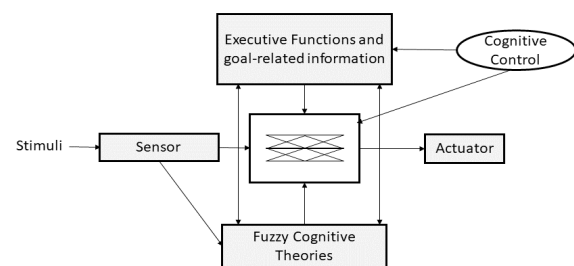 Executive Functions and
goal-related information
Cognitive
Control
Stimuli
Sensor
Actuator
Fuzzy Cognitive
Theories